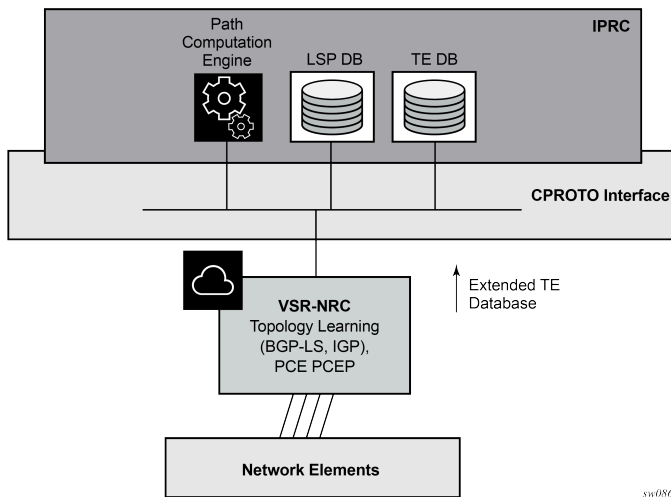 Path
Computation
Engine
LSP DB
TE DB
IPRC
CPROTO Interface
VSR-NRC
Topology Learning
(BGP-LS, IGP),
PCE PCEP
Extended TE
Database
Network Elements